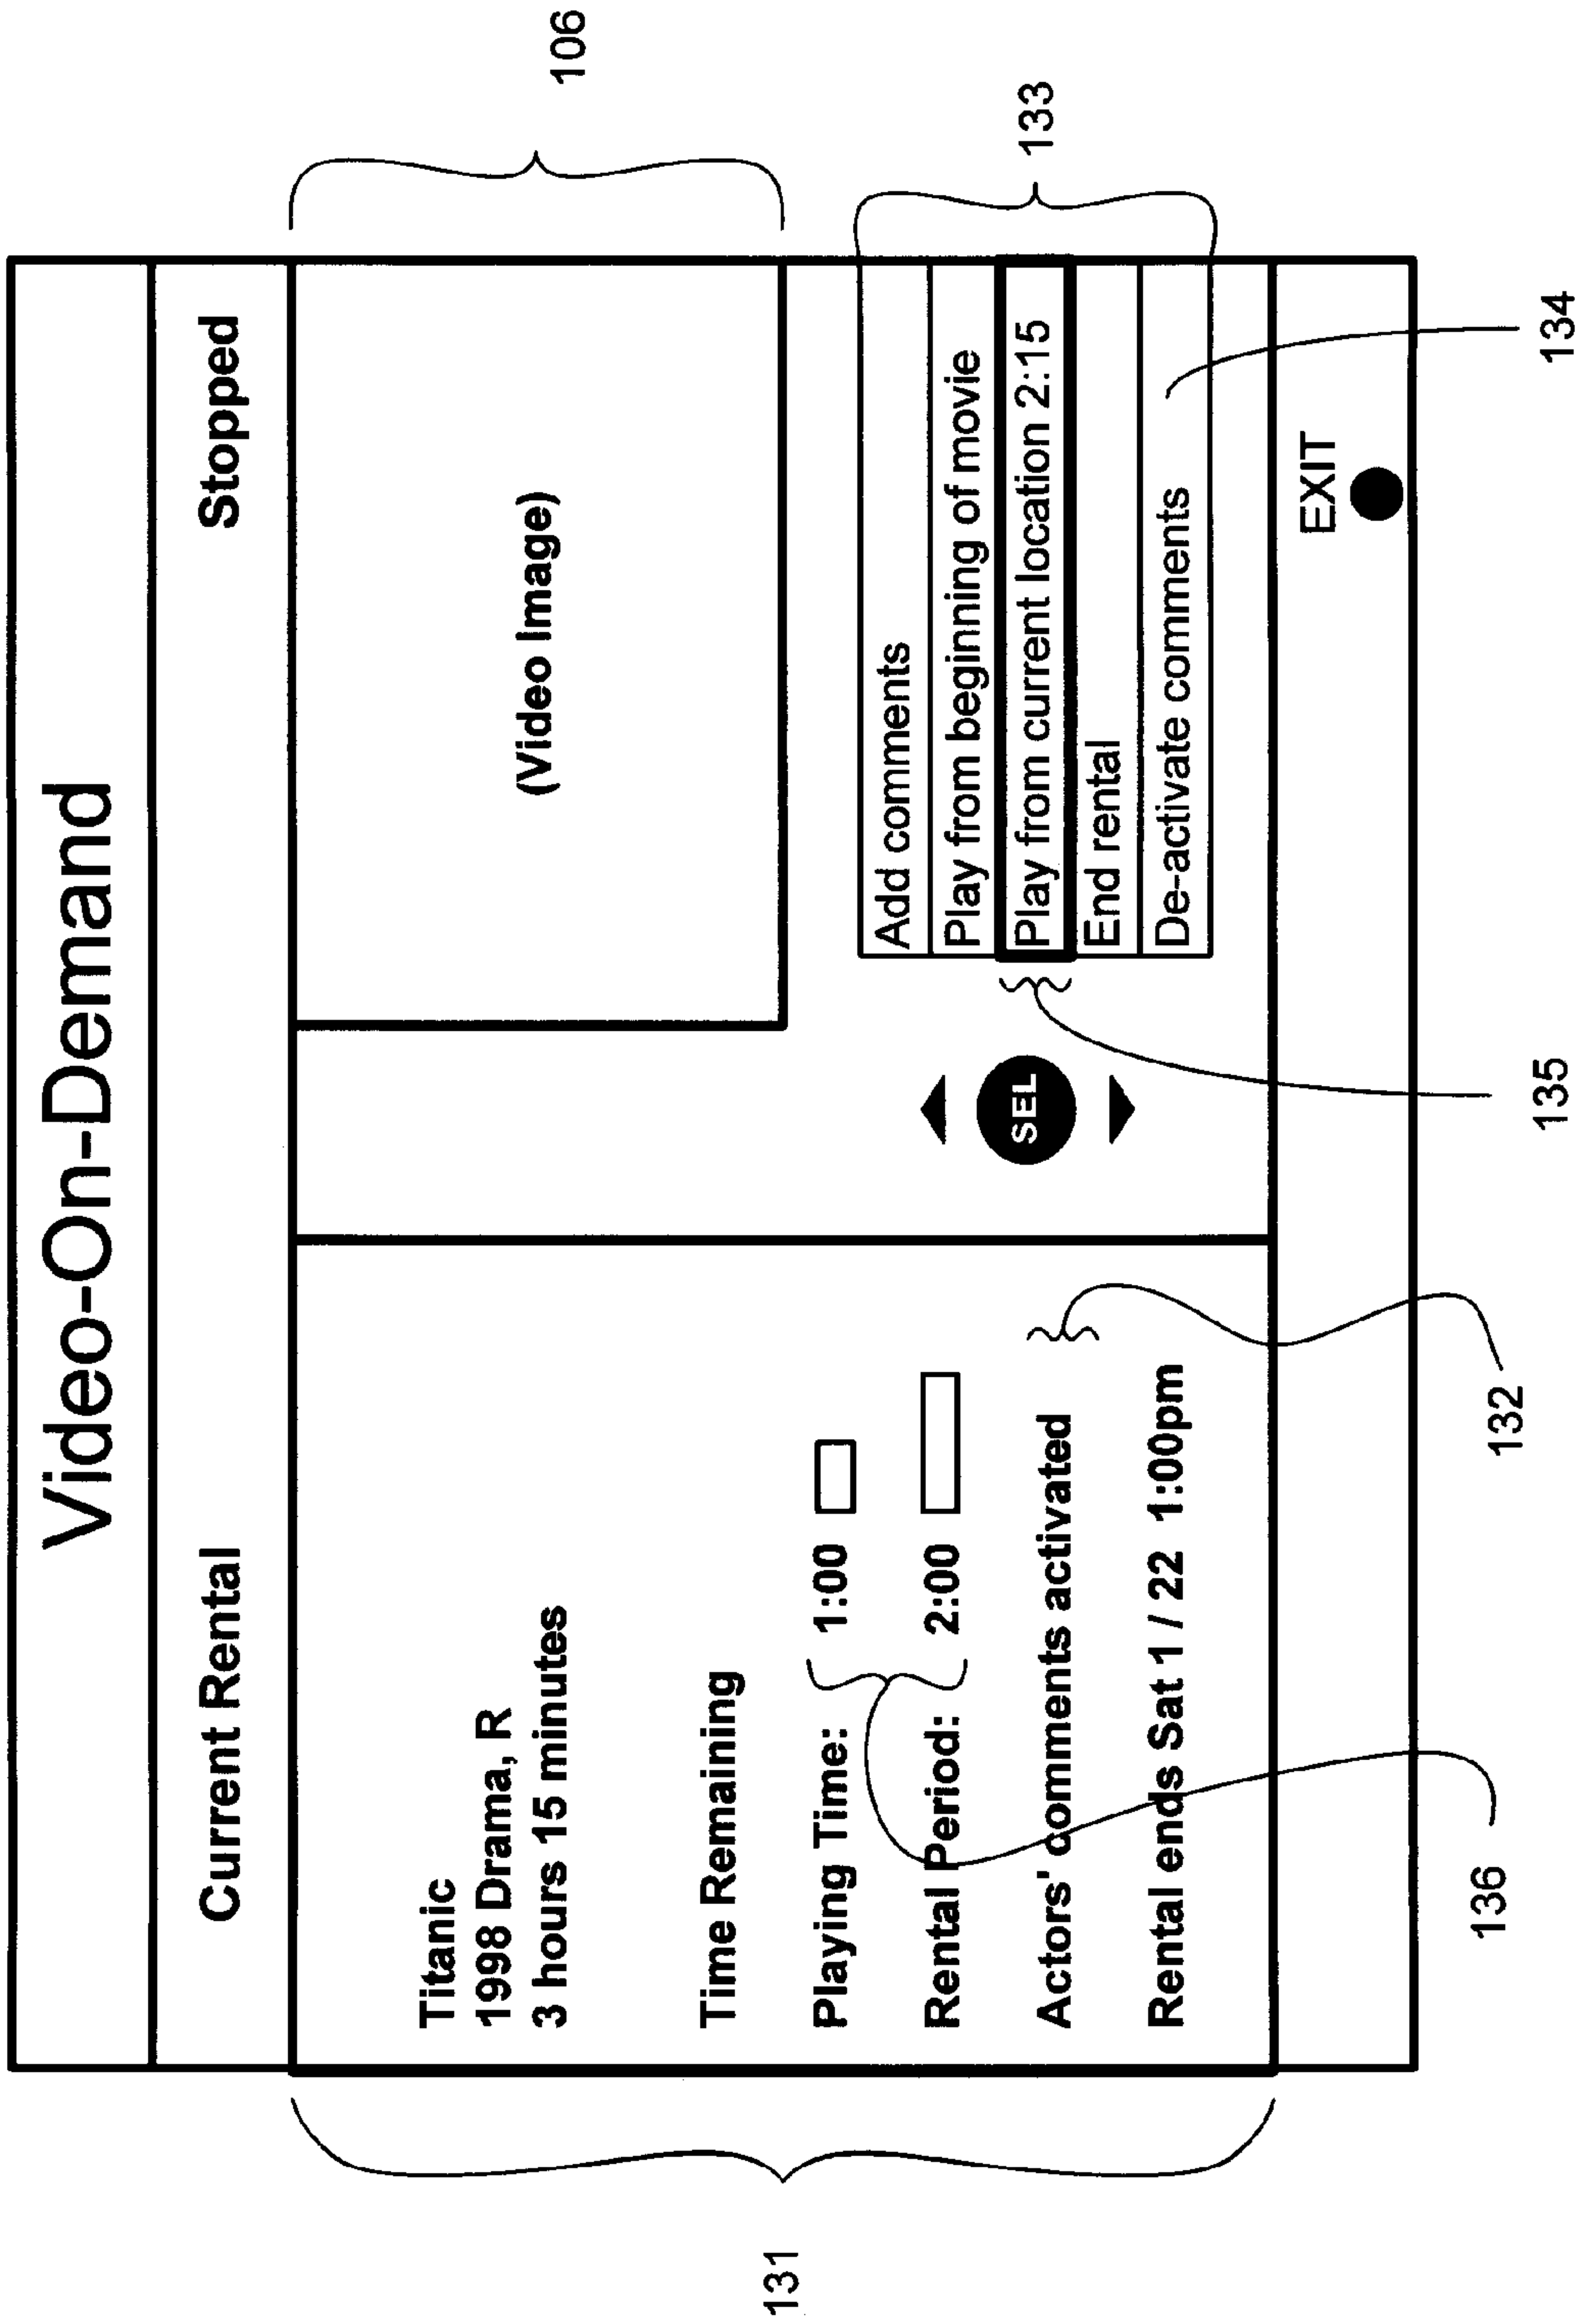 Video-On-Demand
Current Rental
Stopped
Titanic
1998 Drama, R
3 hours 15 minutes
Time Remaining
Playing Time: 1:00
Rental Period: 2:00
Actors' comments activated
Rental ends Sat 1 / 22 1:00pm
(Video Image)
SEL
Add comments
Play from beginning of movie
Play from current location 2:15
End rental
De-activate comments
EXIT
131
106
133
136
132
135
134